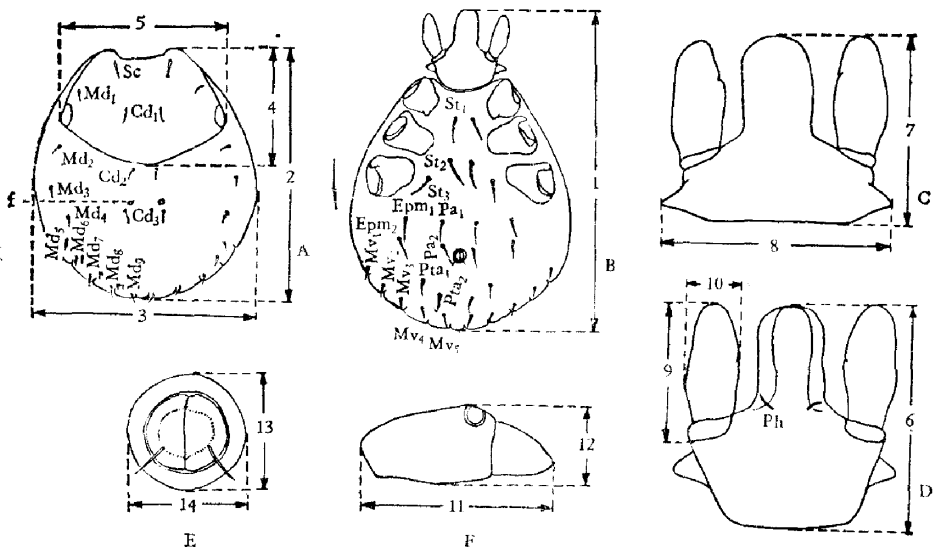 5
Sc
Md1
Cd1
4
Md2
Cd2
2
f
Md3
Md4
Cd3
Md5
Md6
Md7
Md8
Md9
3
A
St1
St2
St3
Epm1
Pa1
Epm2
Pa2
Mv1
Mv2
Mv3
Pta1
Pta2
Mv4
Mv5
1
B
7
8
C
10
9
Ph
6
D
13
14
E
12
11
F